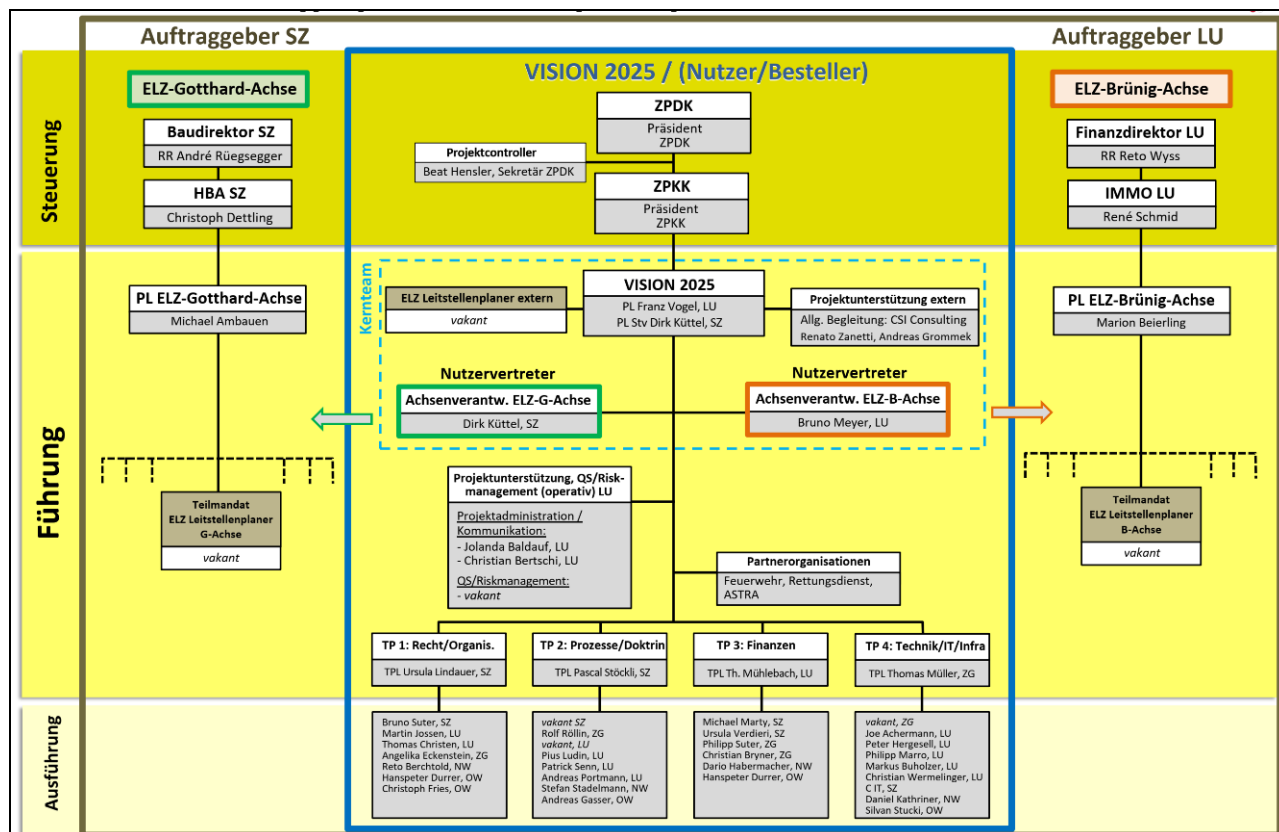 Auftraggeber SZ
Auftraggeber LU
VISION 2025 / (Nutzer/Besteller)
Steuerung
ELZ-Gotthard-Achse
Baudirektor SZ
RR André Rüegsegger
HBA SZ
Christoph Dettling
ZPDK
Präsident
ZPDK
Projektcontroller
Beat Hensler, Sekretär ZPDK
ZPKK
Präsident
ZPKK
ELZ-Brünig-Achse
Finanzdirektor LU
RR Reto Wyss
IMMO LU
René Schmid
Führung
PL ELZ-Gotthard-Achse
Michael Ambauen
Kernteam
ELZ Leitstellenplaner extern
vakant
VISION 2025
PL Franz Vogel, LU
PL Stv Dirk Küttel, SZ
Projektunterstützung extern
Allg. Begleitung: CSI Consulting
Renato Zanetti, Andreas Grommek
PL ELZ-Brünig-Achse
Marion Beierling
Nutzervertreter
Achsenverantw. ELZ-G-Achse
Dirk Küttel, SZ
Nutzervertreter
Achsenverantw. ELZ-B-Achse
Bruno Meyer, LU
Teilmandat
ELZ Leitstellenplaner
G-Achse
vakant
Projektunterstützung, QS/Risk-
management (operativ) LU
Projektadministration /
Kommunikation:
- Jolanda Baldauf, LU
- Christian Bertschi, LU
QS/Riskmanagement:
- vakant
Partnerorganisationen
Feuerwehr, Rettungsdienst,
ASTRA
Teilmandat
ELZ Leitstellenplaner
B-Achse
vakant
TP 1: Recht/Organis.
TPL Ursula Lindauer, SZ
TP 2: Prozesse/Doktrin
TPL Pascal Stöckli, SZ
TP 3: Finanzen
TPL Th. Mühlebach, LU
TP 4: Technik/IT/Infra
TPL Thomas Müller, ZG
Ausführung
Bruno Suter, SZ
Martin Jossen, LU
Thomas Christen, LU
Angelika Eckenstein, ZG
Reto Berchtold, NW
Hanspeter Durrer, OW
Christoph Fries, OW
vakant SZ
Rolf Röllin, ZG
vakant, LU
Pius Ludin, LU
Patrick Senn, LU
Andreas Portmann, LU
Stefan Stadelmann, NW
Andreas Gasser, OW
Michael Marty, SZ
Ursula Verdieri, SZ
Philipp Suter, ZG
Christian Bryner, ZG
Dario Habermacher, NW
Hanspeter Durrer, OW
vakant, ZG
Joe Achermann, LU
Peter Hergesell, LU
Philipp Marro, LU
Markus Buholzer, LU
Christian Wermelinger, LU
C IT, SZ
Daniel Kathriner, NW
Silvan Stucki, OW